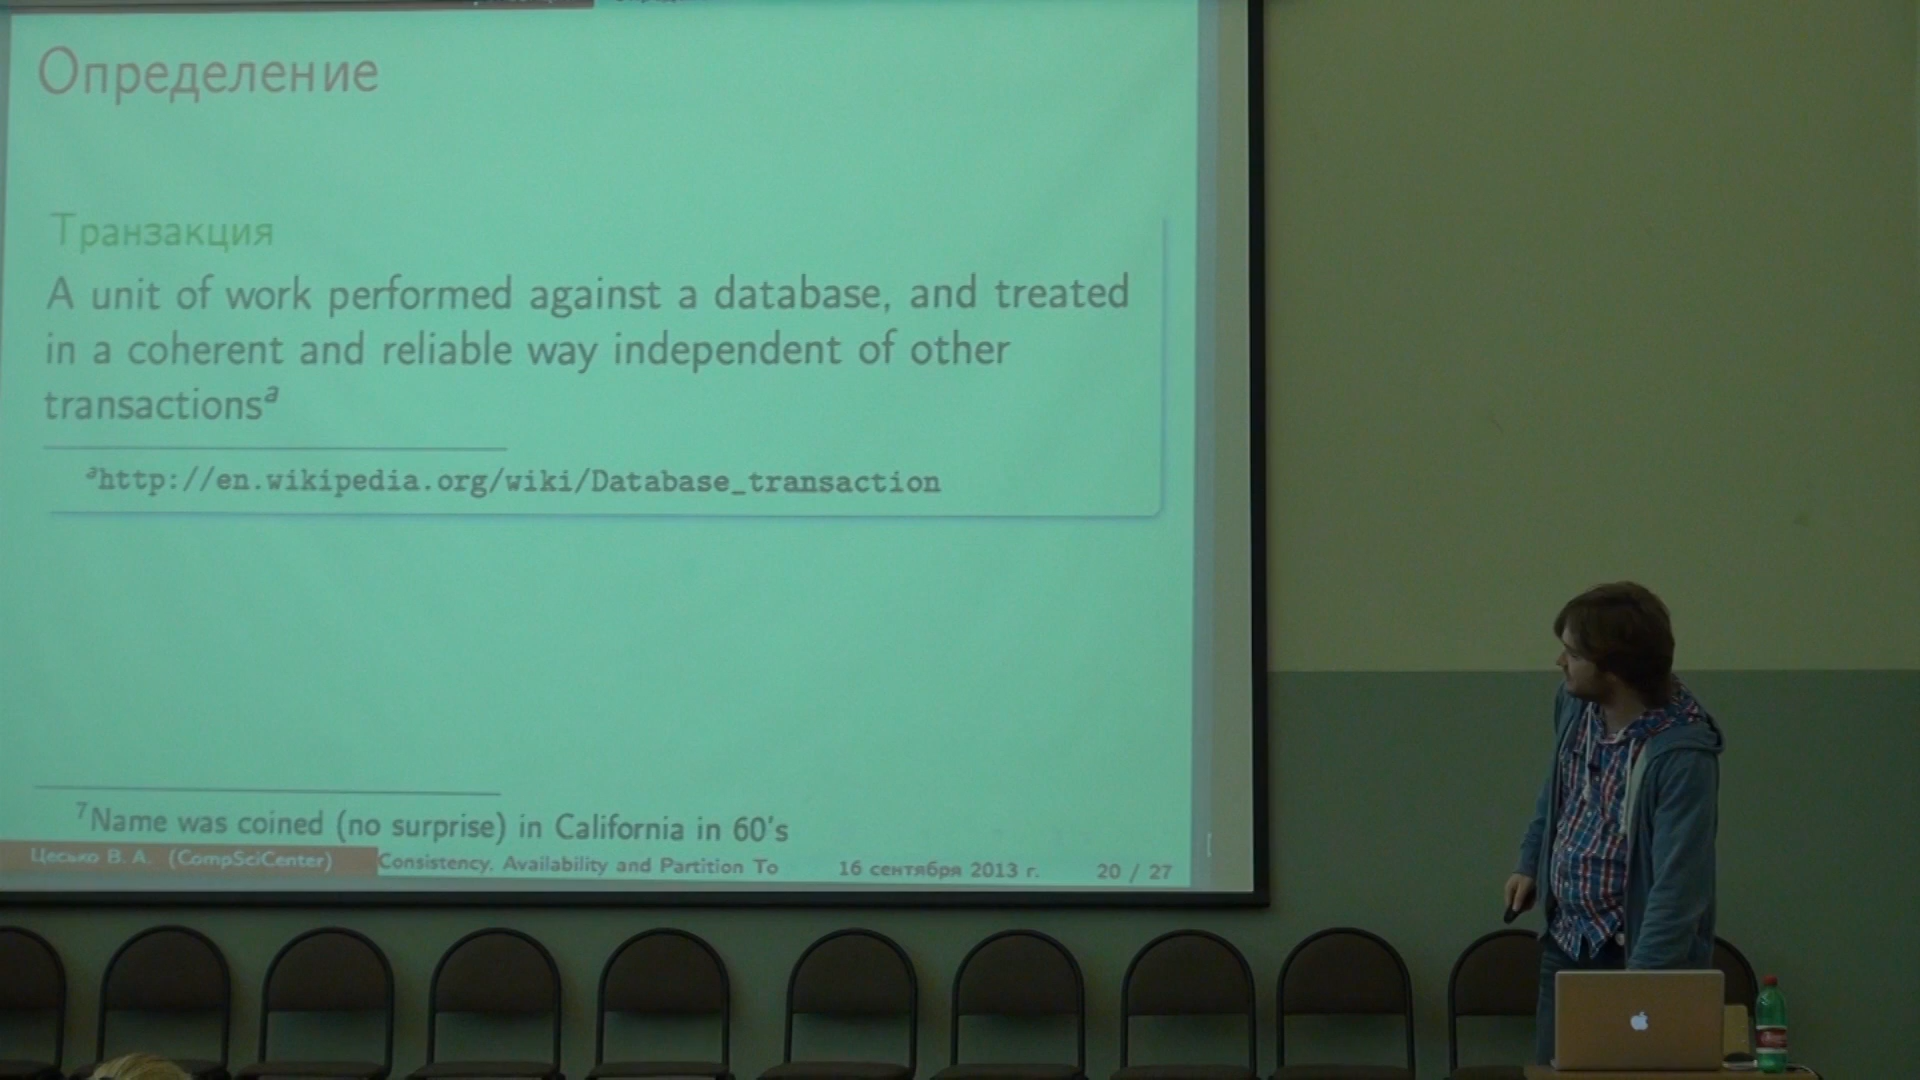 Определение
Транзакция
A unit of work performed against a database, and treated
in a coherent and reliable way independent of other
transactionsᵃ
ᵃhttp://en.wikipedia.org/wiki/Database_transaction
⁷Name was coined (no surprise) in California in 60's
Цесько В. А. (CompSciCenter) Consistency, Availability and Partition To 16 сентября 2013 г. 20 / 27